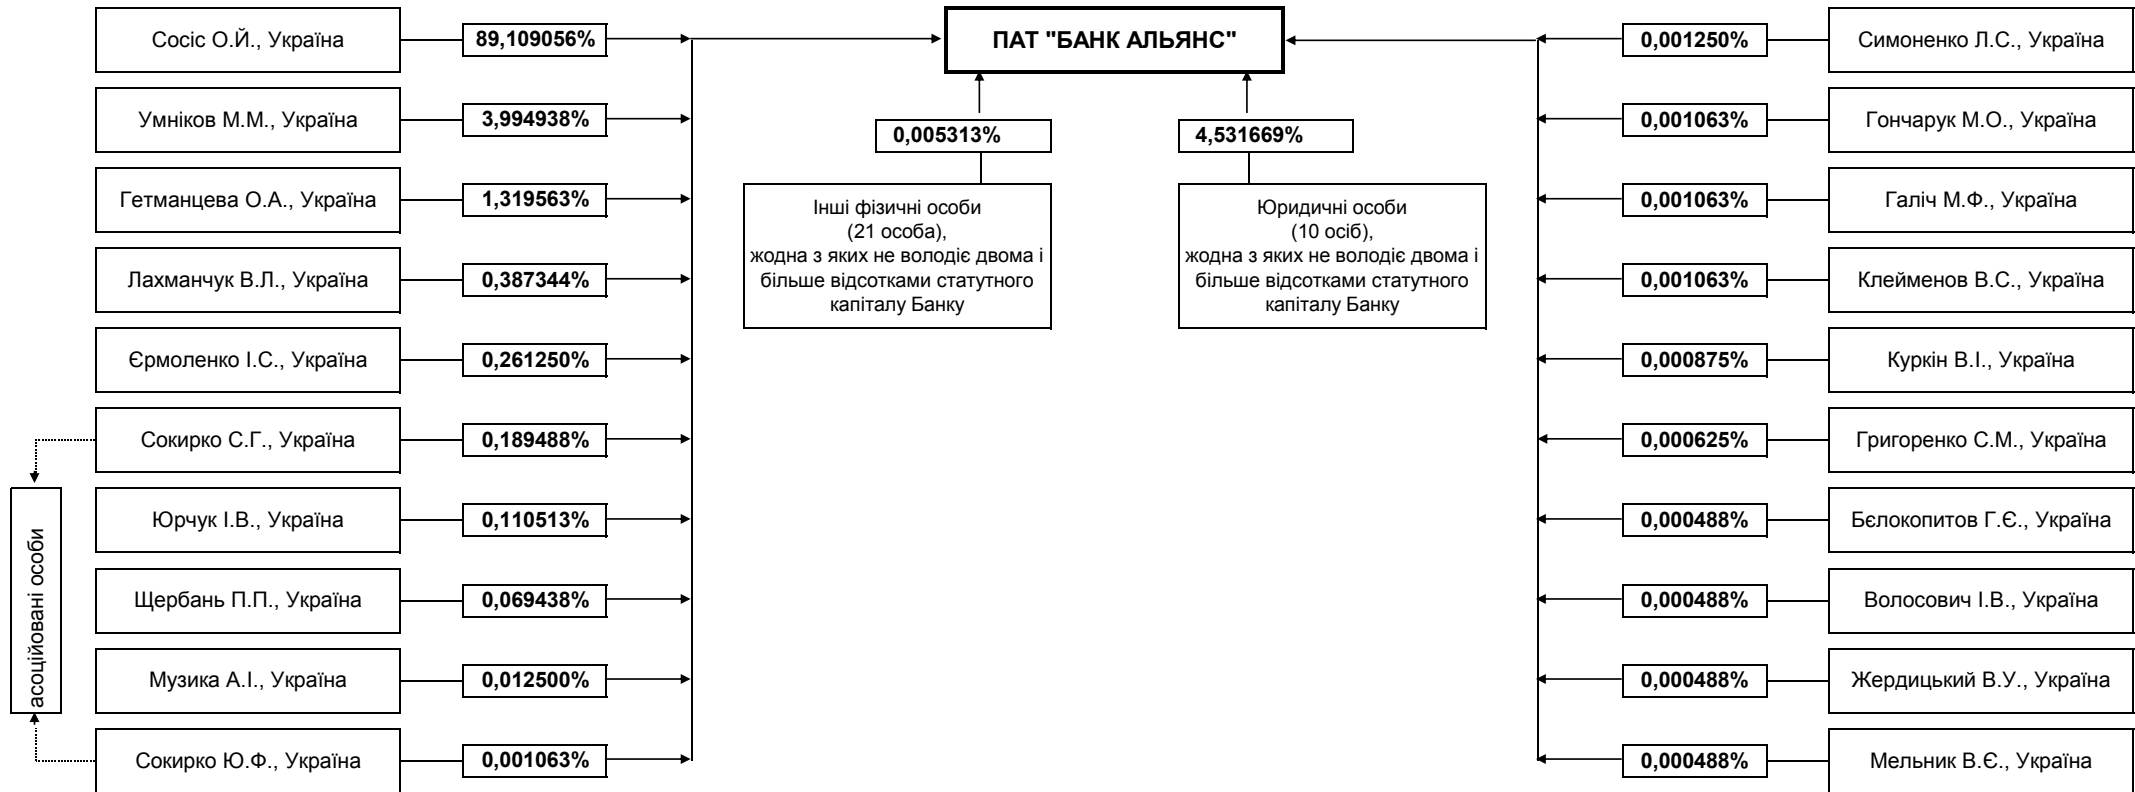 Сосіс О.Й., Україна
89,109056%
ПАТ "БАНК АЛЬЯНС"
0,001250%
Симоненко Л.С., Україна
Умніков М.М., Україна
3,994938%
0,005313%
4,531669%
0,001063%
Гончарук М.О., Україна
Гетманцева О.А., Україна
1,319563%
Інші фізичні особи
(21 особа),
жодна з яких не володіє двома і
більше відсотками статутного
капіталу Банку
Юридичні особи
(10 осіб),
жодна з яких не володіє двома і
більше відсотками статутного
капіталу Банку
0,001063%
Галіч М.Ф., Україна
Лахманчук В.Л., Україна
0,387344%
0,001063%
Клейменов В.С., Україна
Єрмоленко І.С., Україна
0,261250%
0,000875%
Куркін В.І., Україна
Сокирко С.Г., Україна
0,189488%
0,000625%
Григоренко С.М., Україна
асоційовані особи
Юрчук І.В., Україна
0,110513%
0,000488%
Бєлокопитов Г.Є., Україна
Щербань П.П., Україна
0,069438%
0,000488%
Волосович І.В., Україна
Музика А.І., Україна
0,012500%
0,000488%
Жердицький В.У., Україна
Сокирко Ю.Ф., Україна
0,001063%
0,000488%
Мельник В.Є., Україна